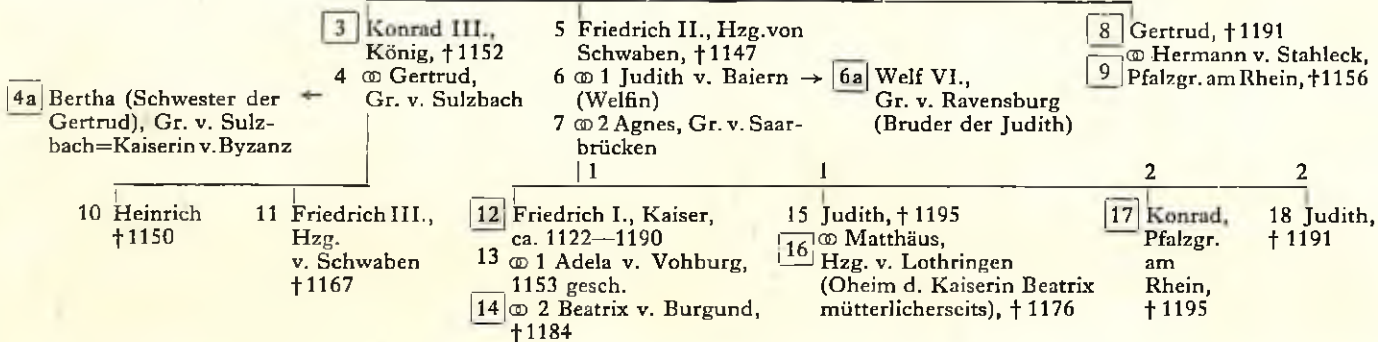 3 Konrad III.,
König, † 1152
4 ⚭ Gertrud,
Gr. v. Sulzbach
4a Bertha (Schwester der
Gertrud), Gr. v. Sulz-
bach=Kaiserin v. Byzanz
←
5 Friedrich II., Hzg. von
Schwaben, † 1147
6 ⚭ 1 Judith v. Baiern →
(Welfin)
7 ⚭ 2 Agnes, Gr. v. Saar-
brücken
6a Welf VI.,
Gr. v. Ravensburg
(Bruder der Judith)
8 Gertrud, † 1191
9 ⚭ Hermann v. Stahleck,
Pfalzgr. am Rhein, † 1156
1
1
2
2
10 Heinrich
† 1150
11 Friedrich III.,
Hzg.
v. Schwaben
† 1167
12 Friedrich I., Kaiser,
ca. 1122—1190
13 ⚭ 1 Adela v. Vohburg,
1153 gesch.
14 ⚭ 2 Beatrix v. Burgund,
† 1184
15 Judith, † 1195
16 ⚭ Matthäus,
Hzg. v. Lothringen
(Oheim d. Kaiserin Beatrix
mütterlicherseits), † 1176
17 Konrad,
Pfalzgr.
am
Rhein,
† 1195
18 Judith,
† 1191